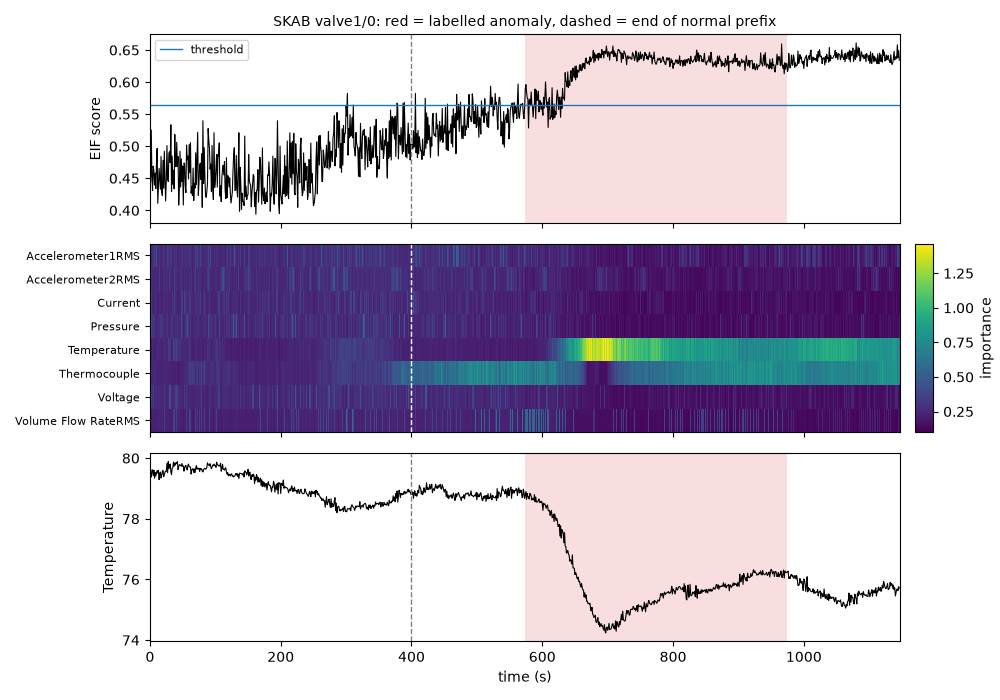 SKAB valve1/0: red = labelled anomaly, dashed = end of normal prefix
threshold
EIF score
0.65
0.60
0.55
0.50
0.45
0.40
Accelerometer1RMS
Accelerometer2RMS
Current
Pressure
Temperature
Thermocouple
Voltage
Volume Flow RateRMS
1.25
1.00
0.75
0.50
0.25
importance
Temperature
80
78
76
74
0 200 400 600 800 1000
time (s)